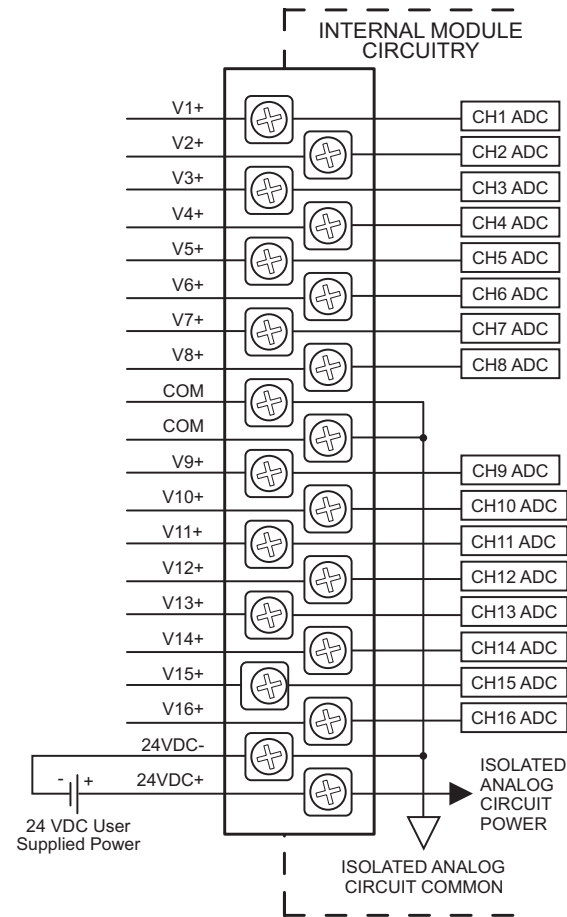 INTERNAL MODULE
CIRCUITRY
V1+
CH1 ADC
V2+
CH2 ADC
V3+
CH3 ADC
V4+
CH4 ADC
V5+
CH5 ADC
V6+
CH6 ADC
V7+
CH7 ADC
V8+
CH8 ADC
COM
COM
V9+
CH9 ADC
V10+
CH10 ADC
V11+
CH11 ADC
V12+
CH12 ADC
V13+
CH13 ADC
V14+
CH14 ADC
V15+
CH15 ADC
V16+
CH16 ADC
24VDC-
24VDC+
- +
24 VDC User
Supplied Power
ISOLATED
ANALOG
CIRCUIT
POWER
ISOLATED ANALOG
CIRCUIT COMMON